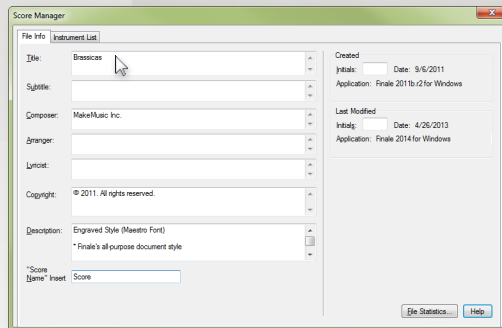 Score Manager
File Info Instrument List
Title: Brassicas
Subtitle:
Composer: MakeMusic Inc.
Arranger:
Lyricist:
Copyright: © 2011. All rights reserved.
Description: Engraved Style (Maestro Font)
* Finale's all-purpose document style
"Score
Name" Insert Score
Created
Initials: Date: 9/6/2011
Application: Finale 2011b.r2 for Windows
Last Modified
Initials: Date: 4/26/2013
Application: Finale 2014 for Windows
File Statistics... Help